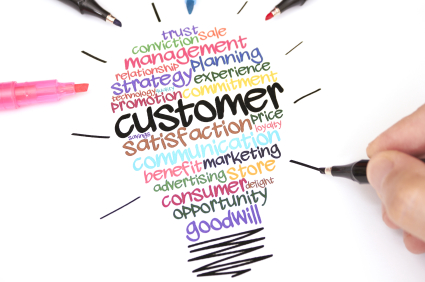 trust
conviction sale
management
relationship planning
strategy experience
technology commitment
promotion
customer
savings satisfaction price
loyalty
communication
benefit marketing
advertising store
consumer delight
opportunity
goodwill